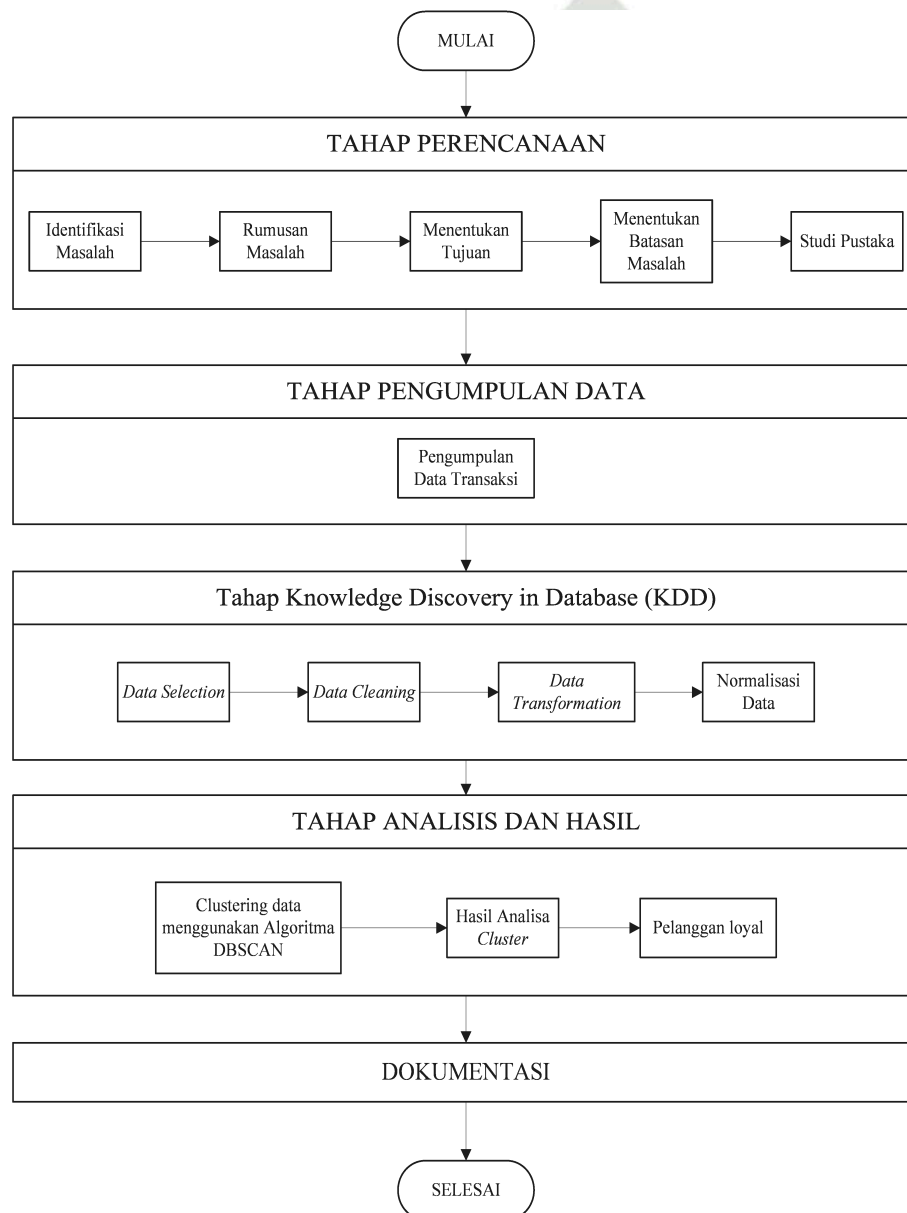 MULAI
TAHAP PERENCANAAN
Identifikasi
Masalah
Rumusan
Masalah
Menentukan
Tujuan
Menentukan
Batasan
Masalah
Studi Pustaka
TAHAP PENGUMPULAN DATA
Pengumpulan
Data Transaksi
Tahap Knowledge Discovery in Database (KDD)
Data Selection
Data Cleaning
Data
Transformation
Normalisasi
Data
TAHAP ANALISIS DAN HASIL
Clustering data
menggunakan Algoritma
DBSCAN
Hasil Analisa
Cluster
Pelanggan loyal
DOKUMENTASI
SELESAI